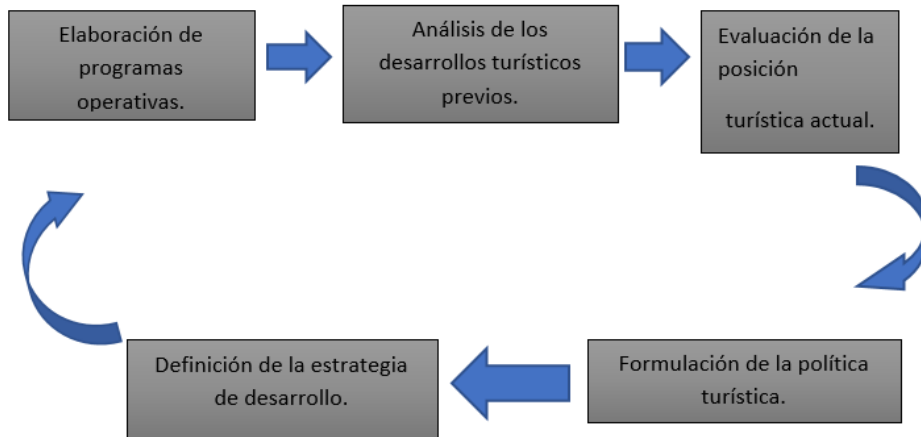 Elaboración de
programas
operativas.
Análisis de los
desarrollos turísticos
previos.
Evaluación de la
posición
turística actual.
Formulación de la política
turística.
Definición de la estrategia
de desarrollo.